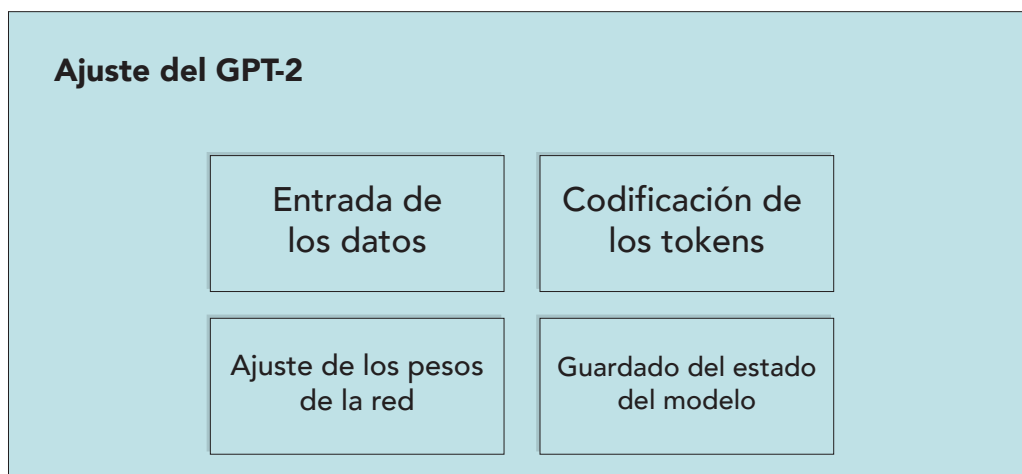 Ajuste del GPT-2
Entrada de
los datos
Codificación de
los tokens
Ajuste de los pesos
de la red
Guardado del estado
del modelo